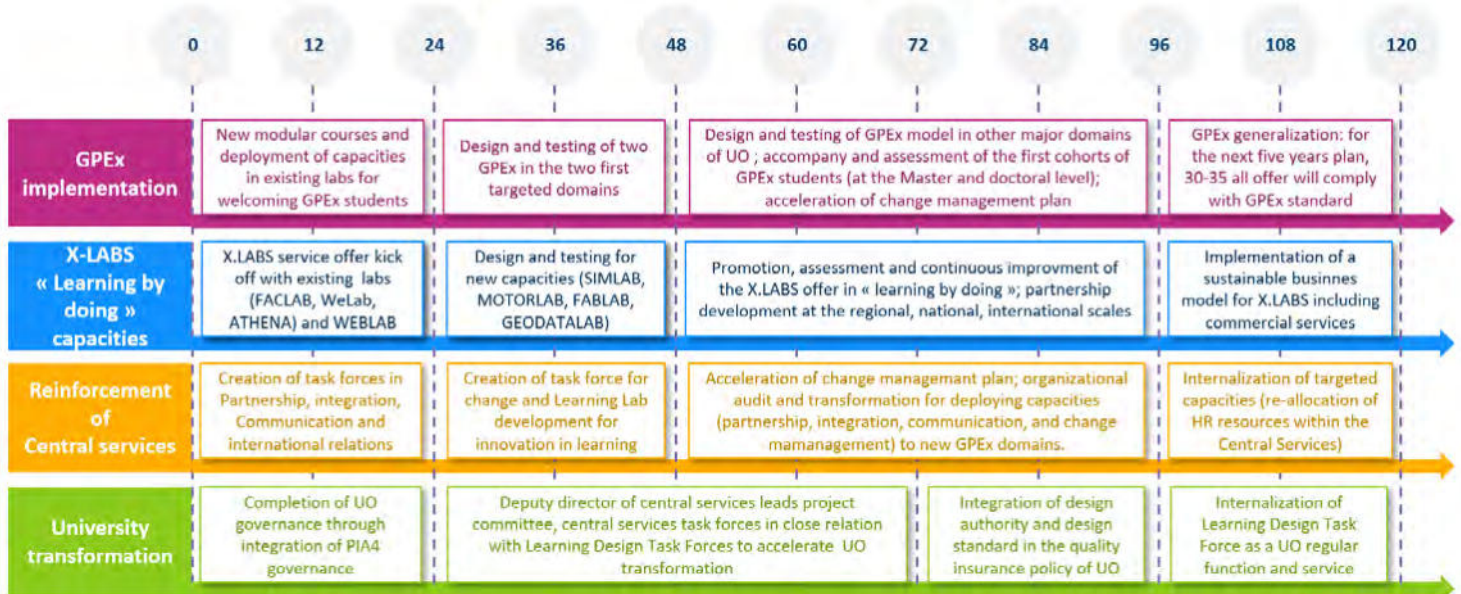 0 12 24 36 48 60 72 84 96 108 120
GPEx
implementation
New modular courses and
deployment of capacities
in existing labs for
welcoming GPEx students
Design and testing of two
GPEx in the two first
targeted domains
Design and testing of GPEx model in other major domains
of UO ; accompany and assessment of the first cohorts of
GPEx students (at the Master and doctoral level);
acceleration of change management plan
GPEx generalization: for
the next five years plan,
30-35 all offer will comply
with GPEx standard
X-LABS
« Learning by
doing »
capacities
X.LABS service offer kick
off with existing labs
(FACLAB, WeLab,
ATHENA) and WEBLAB
Design and testing for
new capacities (SIMLAB,
MOTORLAB, FABLAB,
GEODATALAB)
Promotion, assessment and continuous improvment of
the X.LABS offer in « learning by doing »; partnership
development at the regional, national, international scales
Implementation of a
sustainable businnes
model for X.LABS including
commercial services
Reinforcement
of
Central services
Creation of task forces in
Partnership, integration,
Communication and
international relations
Creation of task force for
change and Learning Lab
development for
innovation in learning
Acceleration of change managemant plan; organizational
audit and transformation for deploying capacities
(partnership, integration, communication, and change
mamanagement) to new GPEx domains.
Internalization of targeted
capacities (re-allocation of
HR resources within the
Central Services)
University
transformation
Completion of UO
governance through
integration of PIA4
governance
Deputy director of central services leads project
committee, central services task forces in close relation
with Learning Design Task Forces to accelerate UO
transformation
Integration of design
authority and design
standard in the quality
insurance policy of UO
Internalization of
Learning Design Task
Force as a UO regular
function and service